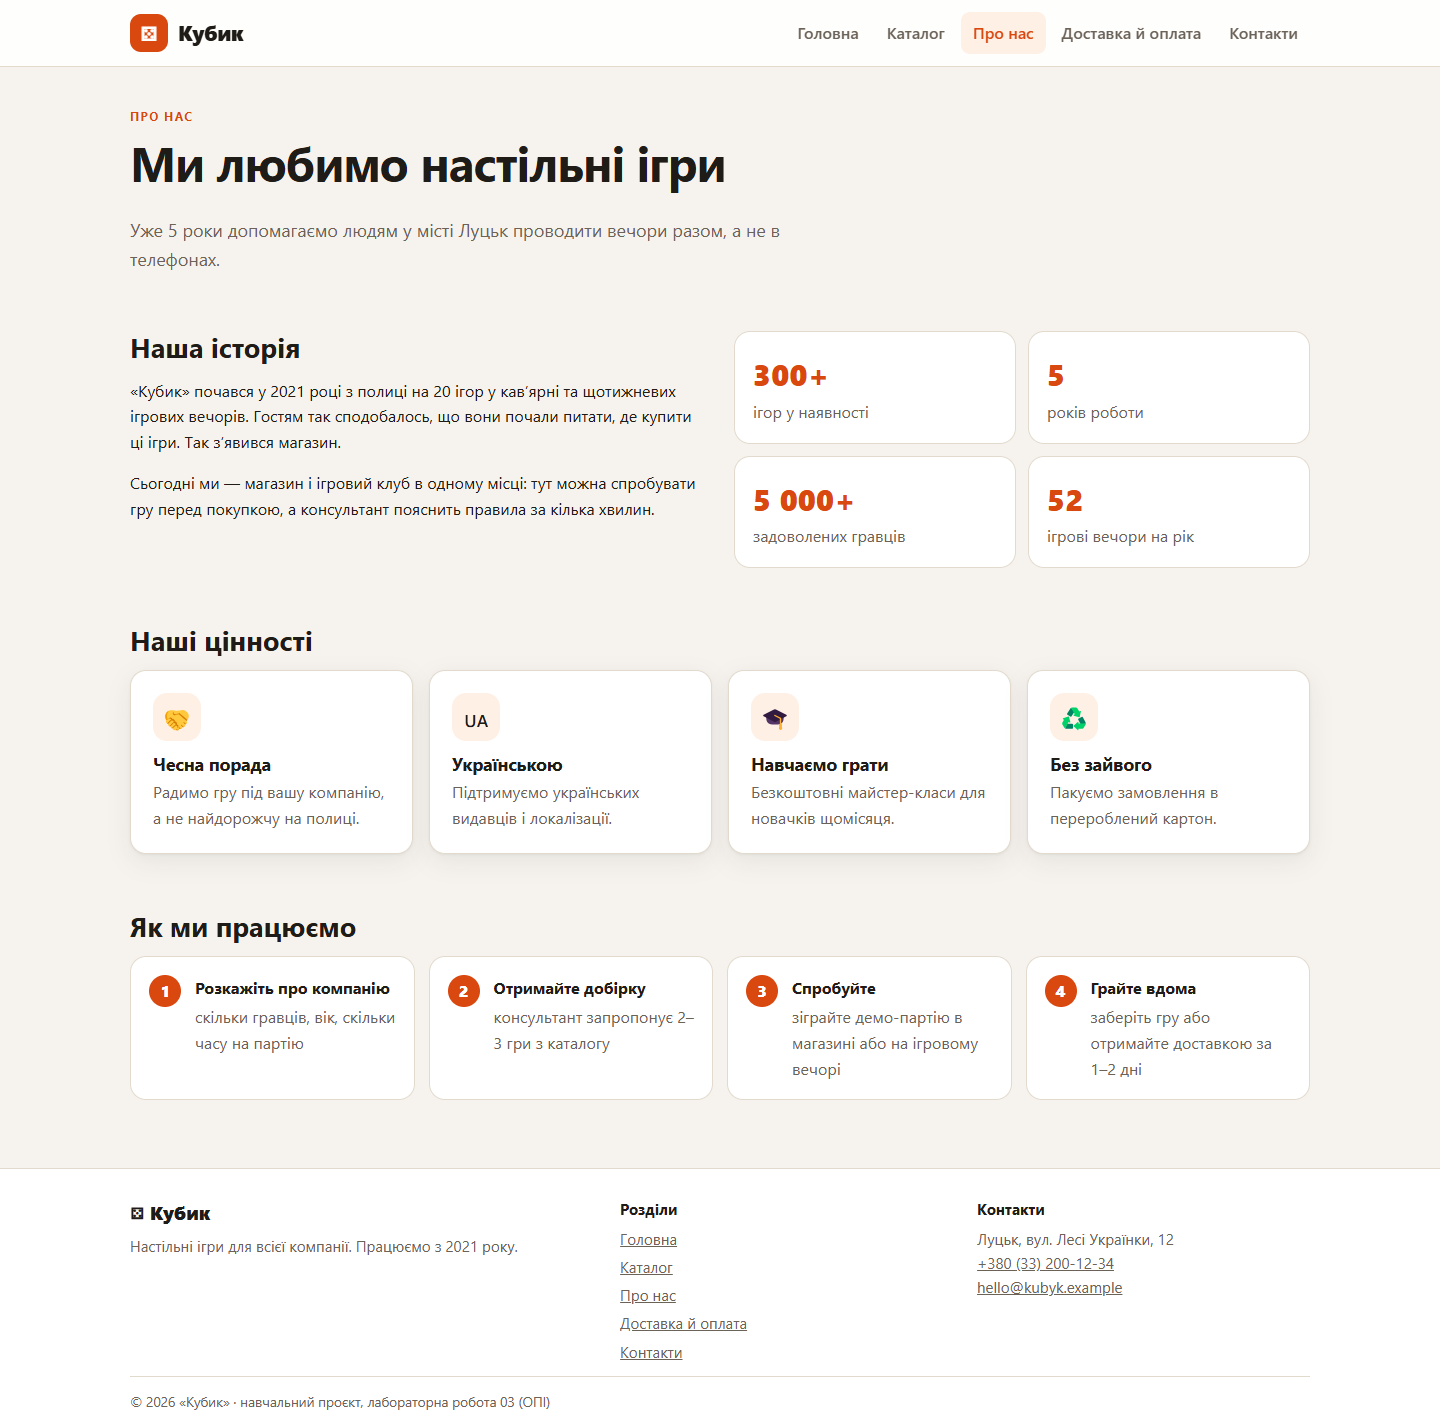 Кубик
Головна
Каталог
Про нас
Доставка й оплата
Контакти
ПРО НАС
Ми любимо настільні ігри
Уже 5 роки допомагаємо людям у місті Луцьк проводити вечори разом, а не в
телефонах.
Наша історія
«Кубик» почався у 2021 році з полиці на 20 ігор у кав’ярні та щотижневих
ігрових вечорів. Гостям так сподобалось, що вони почали питати, де купити
ці ігри. Так з’явився магазин.
Сьогодні ми — магазин і ігровий клуб в одному місці: тут можна спробувати
гру перед покупкою, а консультант пояснить правила за кілька хвилин.
300+
ігор у наявності
5
років роботи
5 000+
задоволених гравців
52
ігрові вечори на рік
Наші цінності
Чесна порада
Радимо гру під вашу компанію,
а не найдорожчу на полиці.
UA
Українською
Підтримуємо українських
видавців і локалізації.
Навчаємо грати
Безкоштовні майстер-класи для
новачків щомісяця.
Без зайвого
Пакуємо замовлення в
перероблений картон.
Як ми працюємо
1
Розкажіть про компанію
скільки гравців, вік, скільки
часу на партію
2
Отримайте добірку
консультант запропонує 2–
3 гри з каталогу
3
Спробуйте
зіграйте демо-партію в
магазині або на ігровому
вечорі
4
Грайте вдома
заберіть гру або
отримайте доставкою за
1–2 дні
Кубик
Настільні ігри для всієї компанії. Працюємо з 2021 року.
Розділи
Головна
Каталог
Про нас
Доставка й оплата
Контакти
Контакти
Луцьк, вул. Лесі Українки, 12
+380 (33) 200-12-34
hello@kubyk.example
© 2026 «Кубик» · навчальний проєкт, лабораторна робота 03 (ОПІ)